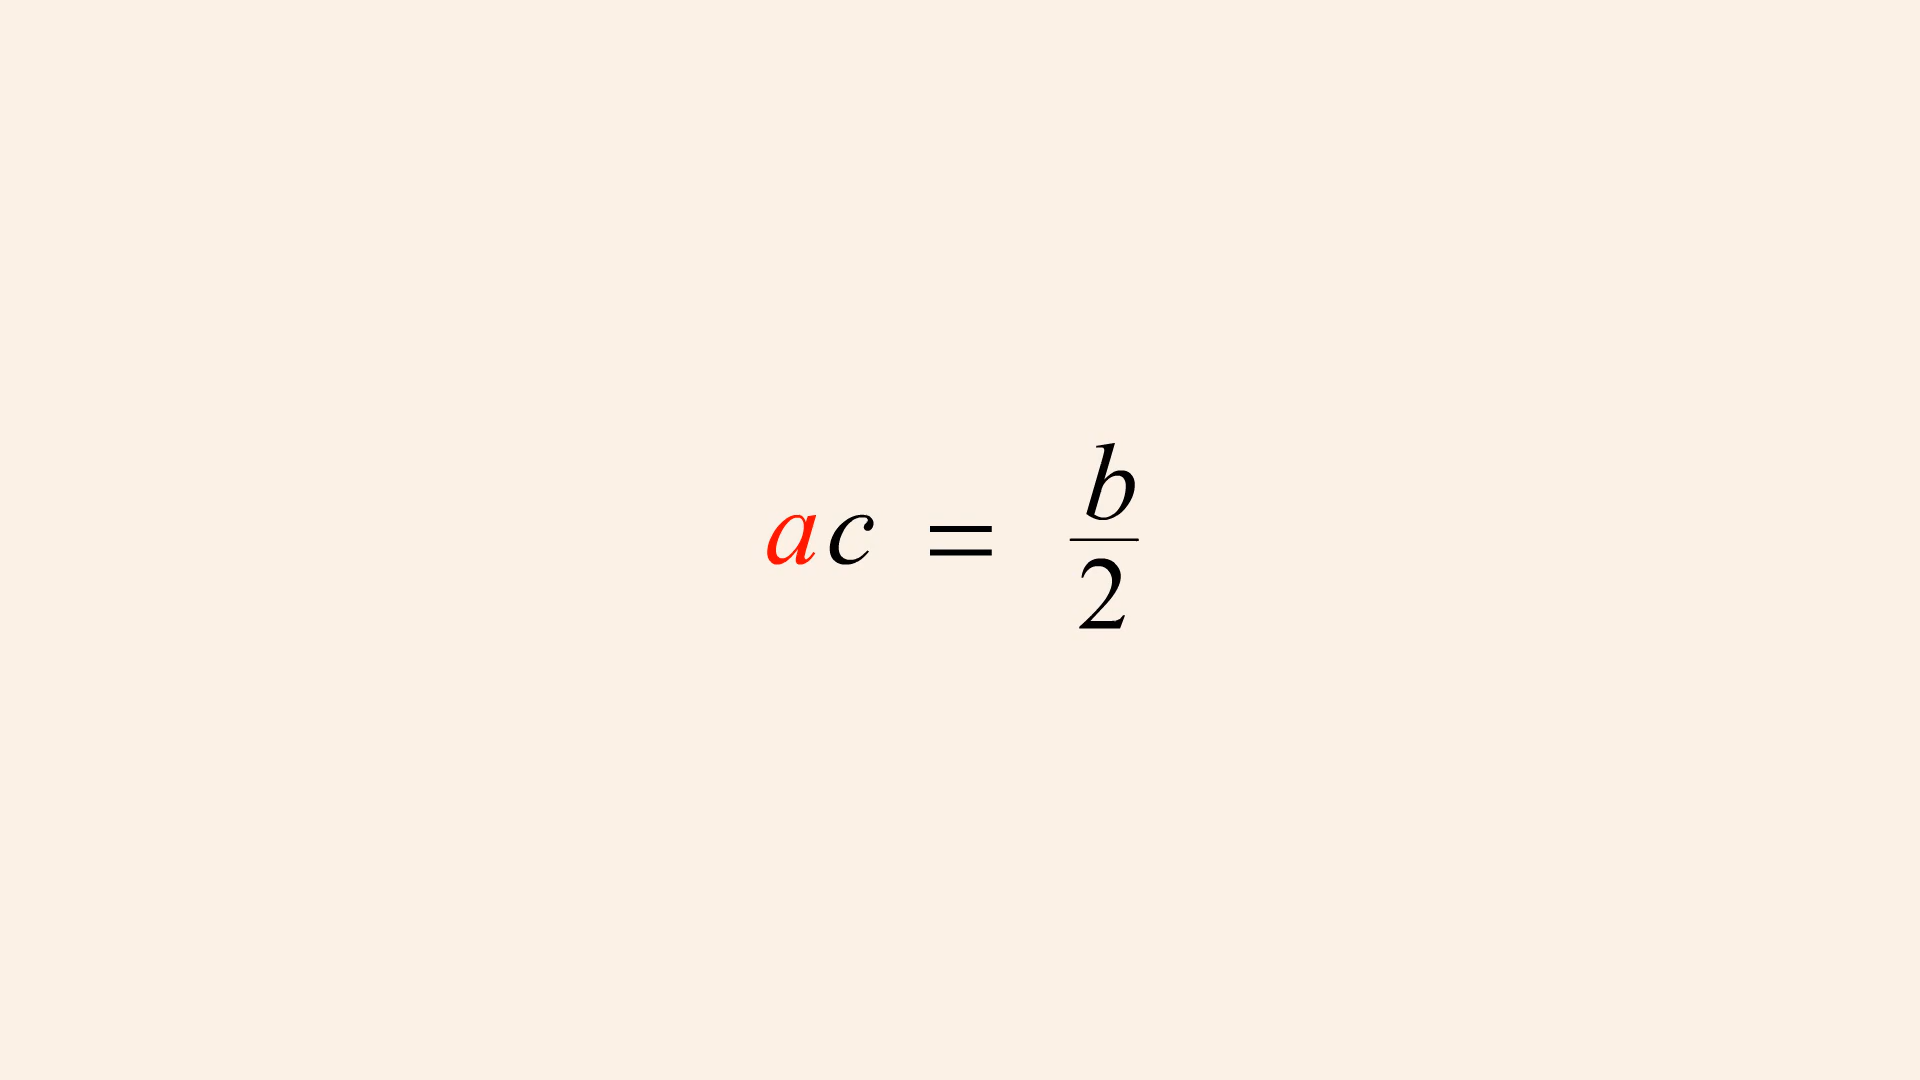 ac = b/2